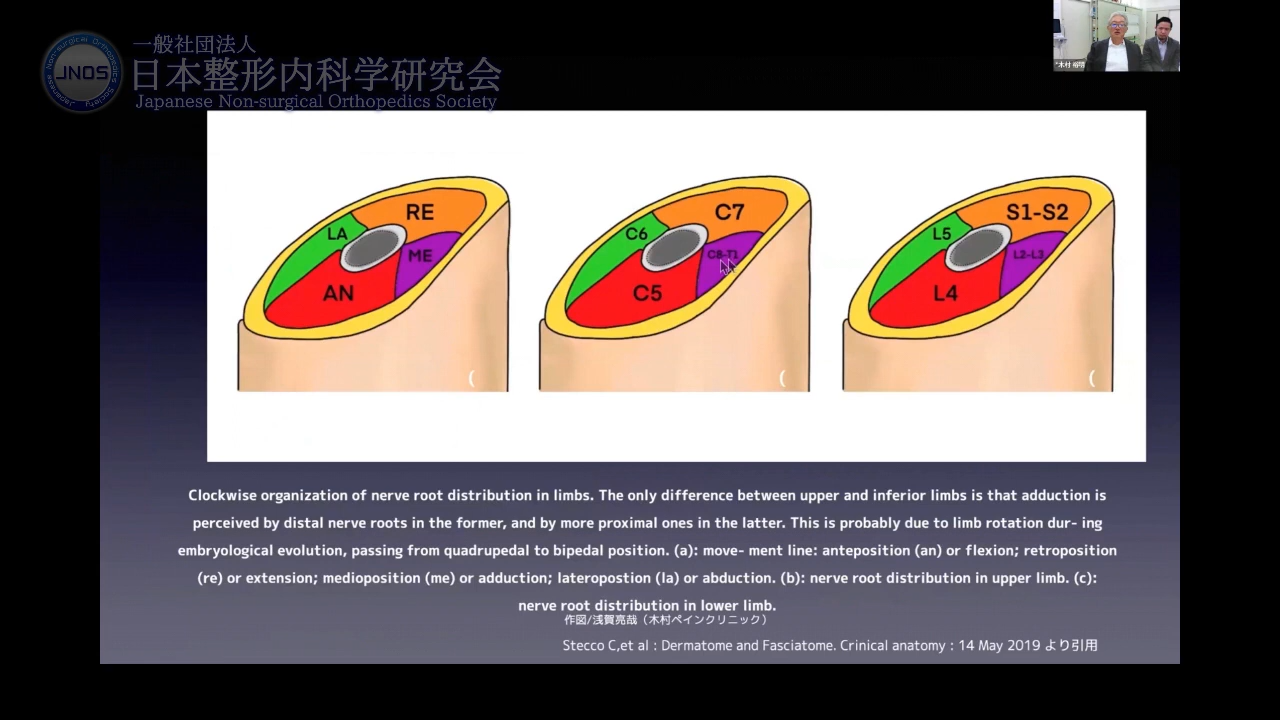 一般社団法人
日本整形内科学研究会
Japanese Non-surgical Orthopedics Society
JNOS
Japanese Non-surgical Orthopedics Society
RE
LA
ME
AN
C7
C6
C8-T1
C5
S1-S2
L5
L2-L3
L4
(
(
(
Clockwise organization of nerve root distribution in limbs. The only difference between upper and inferior limbs is that adduction is
perceived by distal nerve roots in the former, and by more proximal ones in the latter. This is probably due to limb rotation dur- ing
embryological evolution, passing from quadrupedal to bipedal position. (a): move- ment line: anteposition (an) or flexion; retroposition
(re) or extension; medioposition (me) or adduction; lateropostion (la) or abduction. (b): nerve root distribution in upper limb. (c):
nerve root distribution in lower limb.
作図/浅賀亮哉（木村ペインクリニック）
Stecco C,et al : Dermatome and Fasciatome. Crinical anatomy : 14 May 2019 より引用